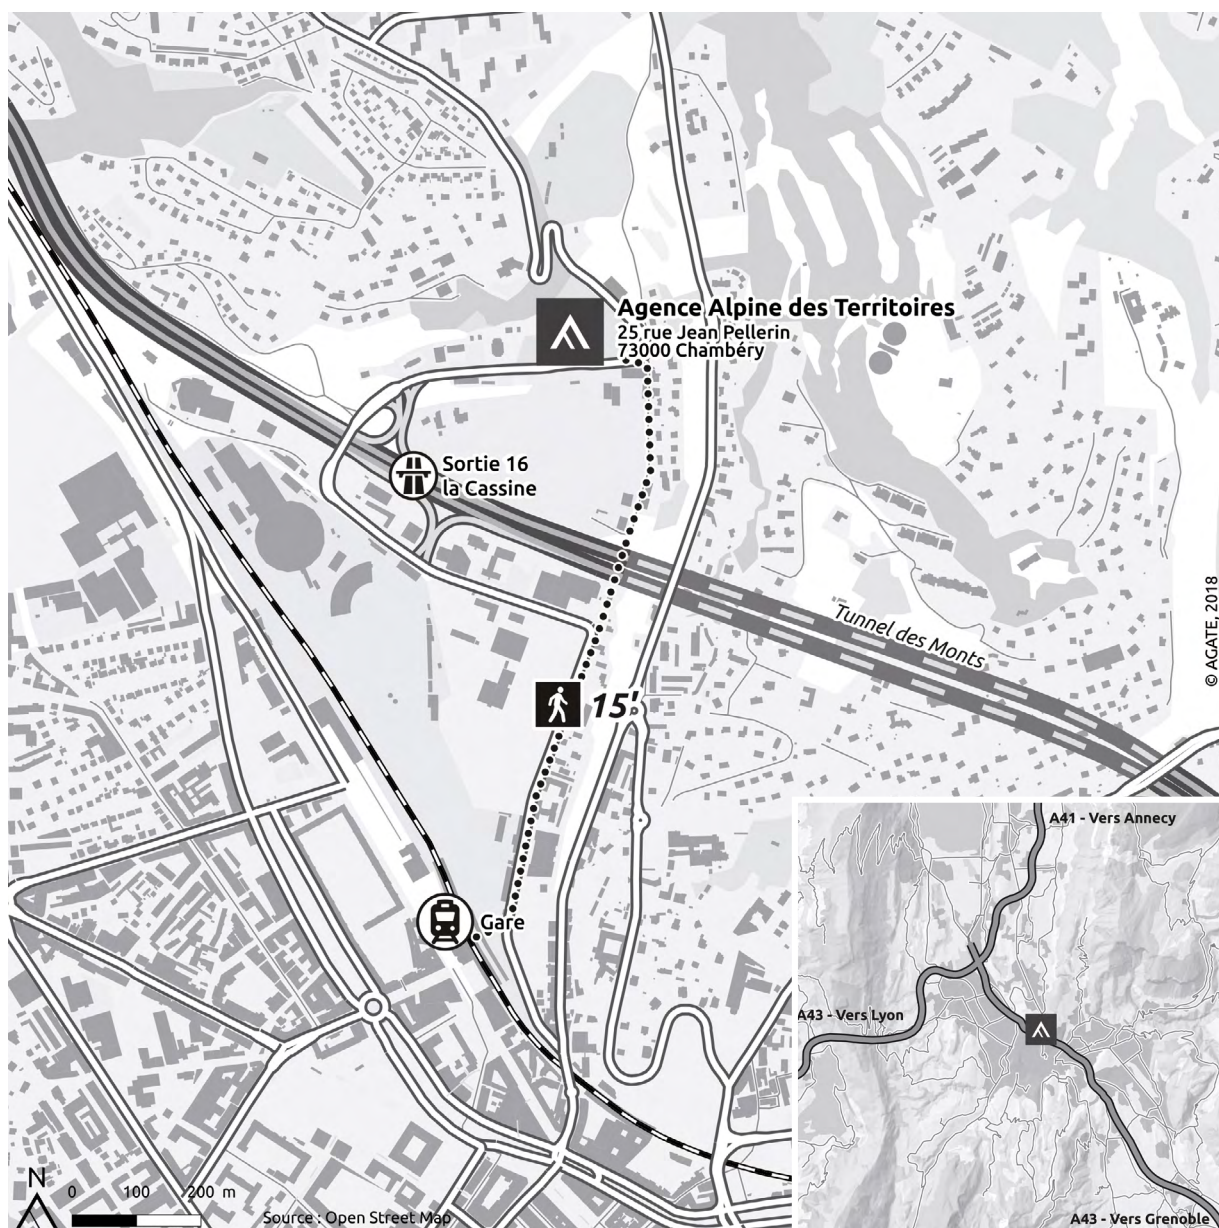 Agence Alpine des Territoires
25 rue Jean Pellerin
73000 Chambéry
Sortie 16
la Cassine
© AGATE, 2018
Tunnel des Monts
15'
A41 - Vers Annecy
Gare
A43 - Vers Lyon
N
0 100 200 m
Source : Open Street Map
A43 - Vers Grenoble